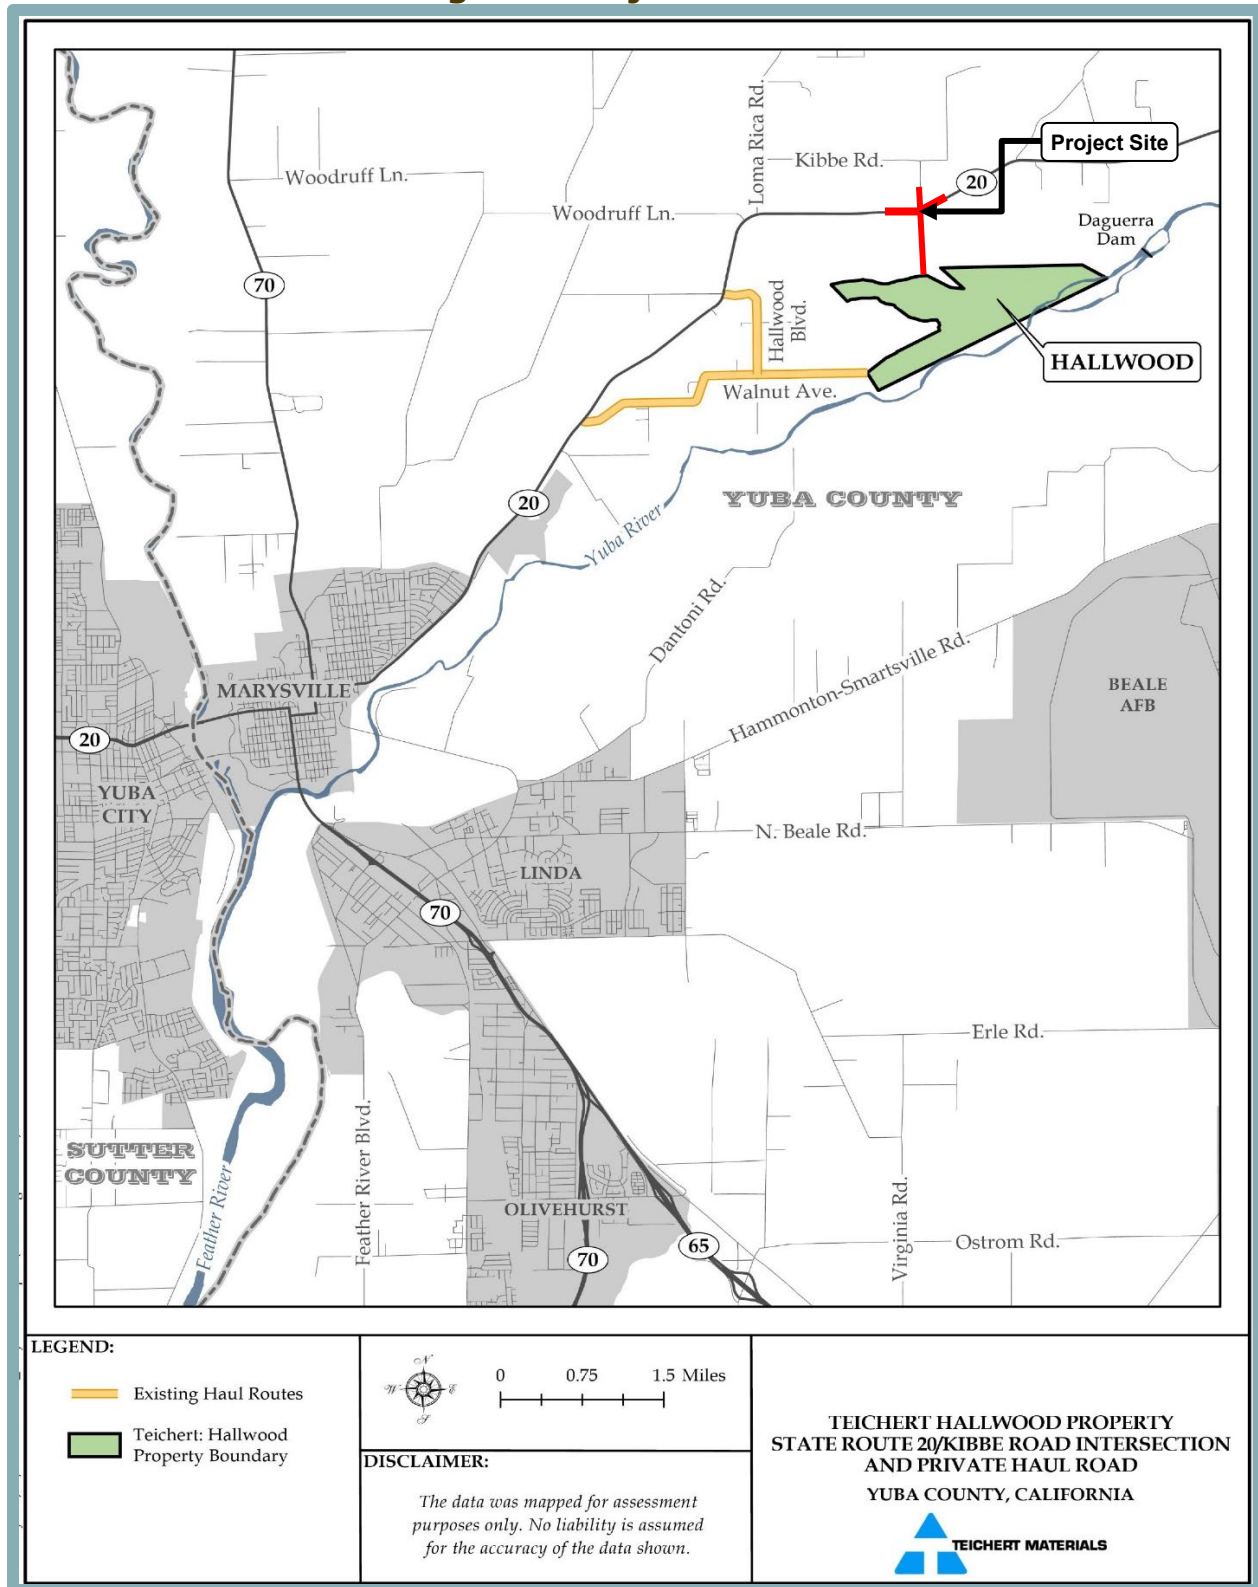 Woodruff Ln.
Loma Rica Rd.
Kibbe Rd.
Project Site
20
Woodruff Ln.
Daguerra
Dam
70
Hallwood
Blvd.
HALLWOOD
Walnut Ave.
20
YUBA COUNTY
Yuba River
Dantoni Rd.
Hammonton-Smartsville Rd.
MARYSVILLE
BEALE
AFB
20
YUBA
CITY
N. Beale Rd.
LINDA
70
Erle Rd.
SUTTER
COUNTY
Feather River
Feather River Blvd.
OLIVEHURST
Virginia Rd.
Ostrom Rd.
70
65
LEGEND:
Existing Haul Routes
Teichert: Hallwood
Property Boundary
N
W E
S
0 0.75 1.5 Miles
DISCLAIMER:
The data was mapped for assessment
purposes only. No liability is assumed
for the accuracy of the data shown.
TEICHERT HALLWOOD PROPERTY
STATE ROUTE 20/KIBBE ROAD INTERSECTION
AND PRIVATE HAUL ROAD
YUBA COUNTY, CALIFORNIA
TEICHERT MATERIALS